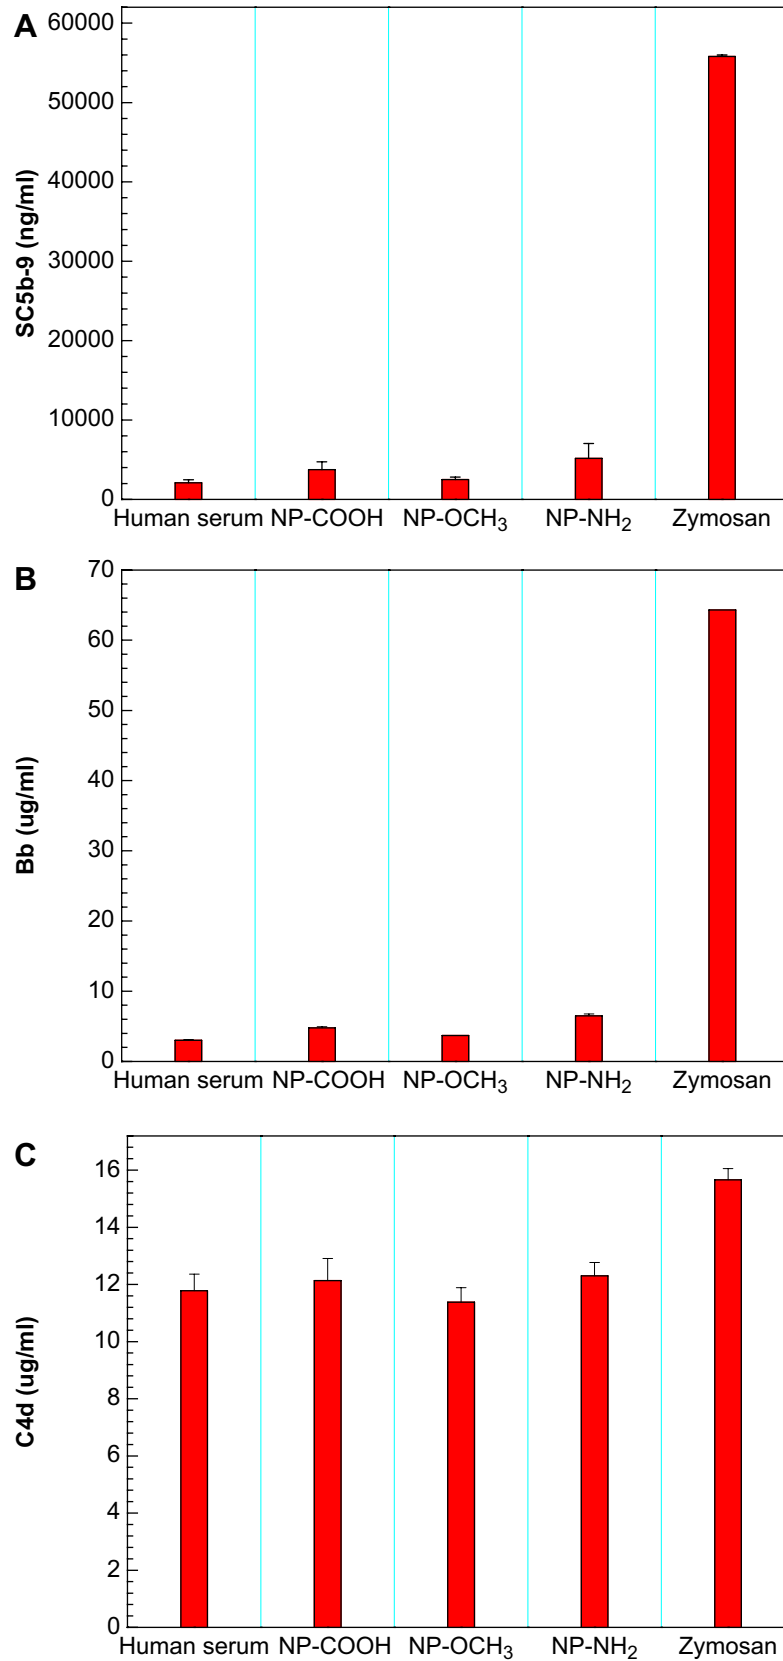 A
60000
50000
40000
30000
20000
10000
0
SC5b-9 (ng/ml)
Human serum NP-COOH NP-OCH₃ NP-NH₂ Zymosan
B
70
60
50
40
30
20
10
0
Bb (ug/ml)
Human serum NP-COOH NP-OCH₃ NP-NH₂ Zymosan
C
16
14
12
10
8
6
4
2
0
C4d (ug/ml)
Human serum NP-COOH NP-OCH₃ NP-NH₂ Zymosan